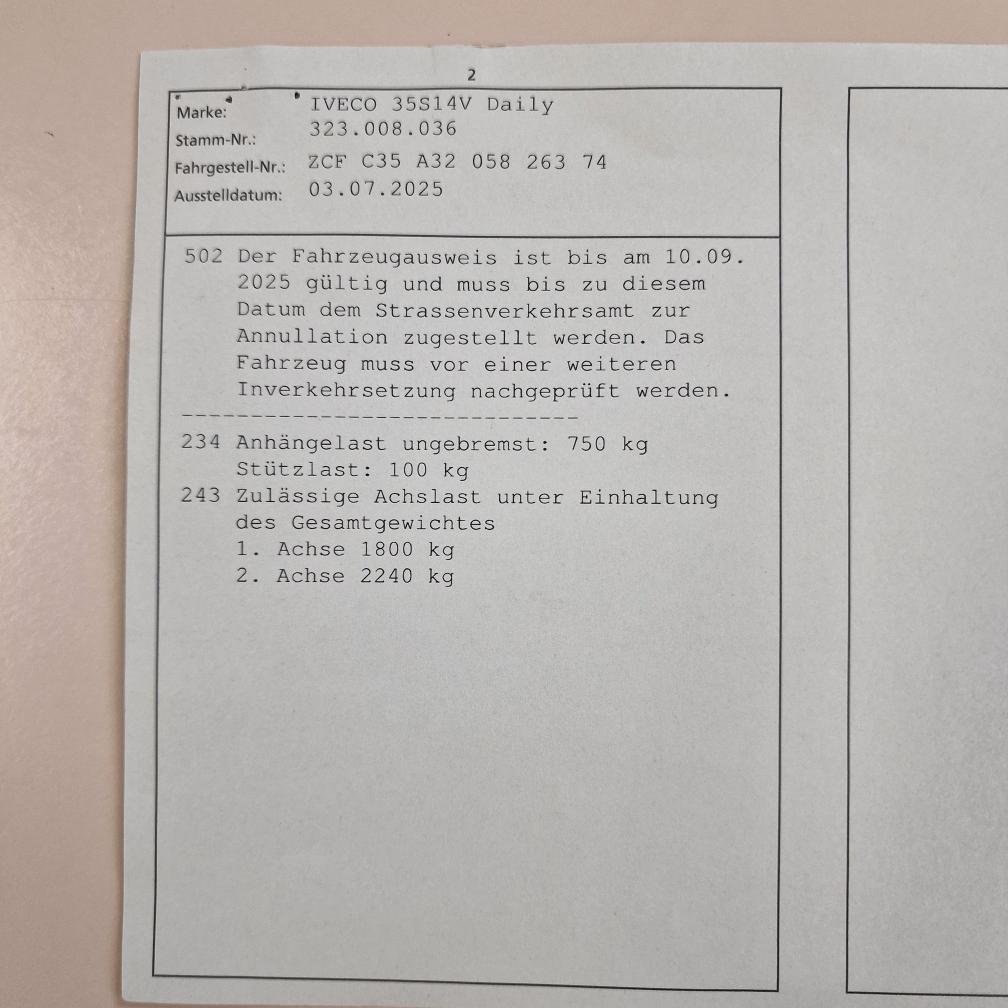 2
Marke: IVECO 35S14V Daily
Stamm-Nr.: 323.008.036
Fahrgestell-Nr.: ZCF C35 A32 058 263 74
Ausstelldatum: 03.07.2025
502 Der Fahrzeugausweis ist bis am 10.09.
2025 gültig und muss bis zu diesem
Datum dem Strassenverkehrsamt zur
Annullation zugestellt werden. Das
Fahrzeug muss vor einer weiteren
Inverkehrsetzung nachgeprüft werden.
-----------------------------
234 Anhängelast ungebremst: 750 kg
Stützlast: 100 kg
243 Zulässige Achslast unter Einhaltung
des Gesamtgewichtes
1. Achse 1800 kg
2. Achse 2240 kg